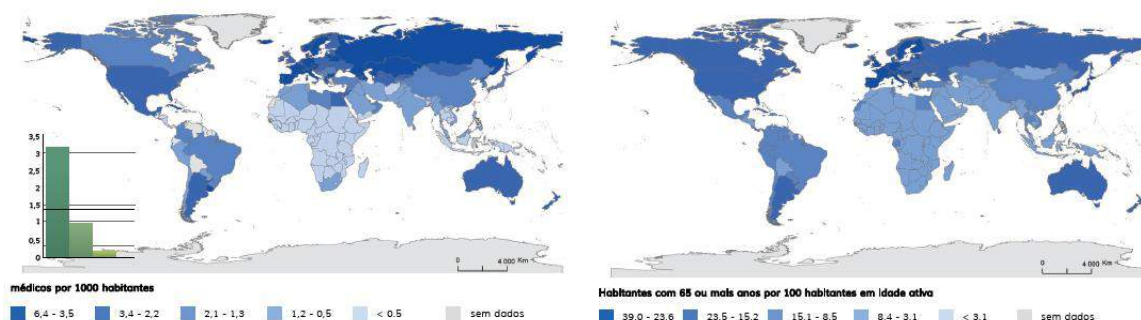 3,5
3
2,5
2
1,5
1
0,5
0
0 4 000 Km
médicos por 1000 habitantes
6,4 - 3,5 3,4 - 2,2 2,1 - 1,3 1,2 - 0,5 < 0.5 sem dados
0 4 000 Km
Habitantes com 65 ou mais anos por 100 habitantes em idade ativa
39.0 - 23.6 23.5 - 15.2 15.1 - 8.5 8.4 - 3.1 < 3.1 sem dados